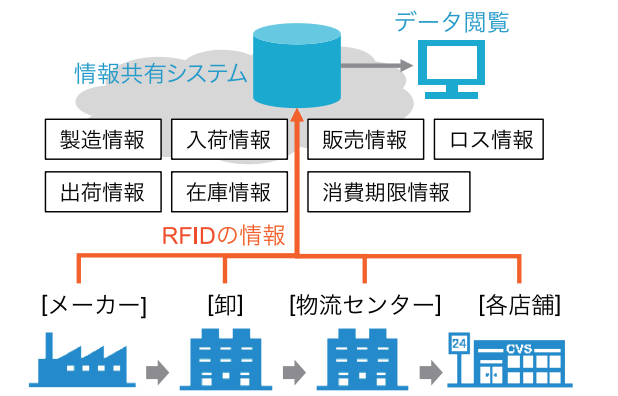 データ閲覧
情報共有システム
製造情報
入荷情報
販売情報
ロス情報
出荷情報
在庫情報
消費期限情報
RFIDの情報
[メーカー]
[卸]
[物流センター]
[各店舗]
24
CVS